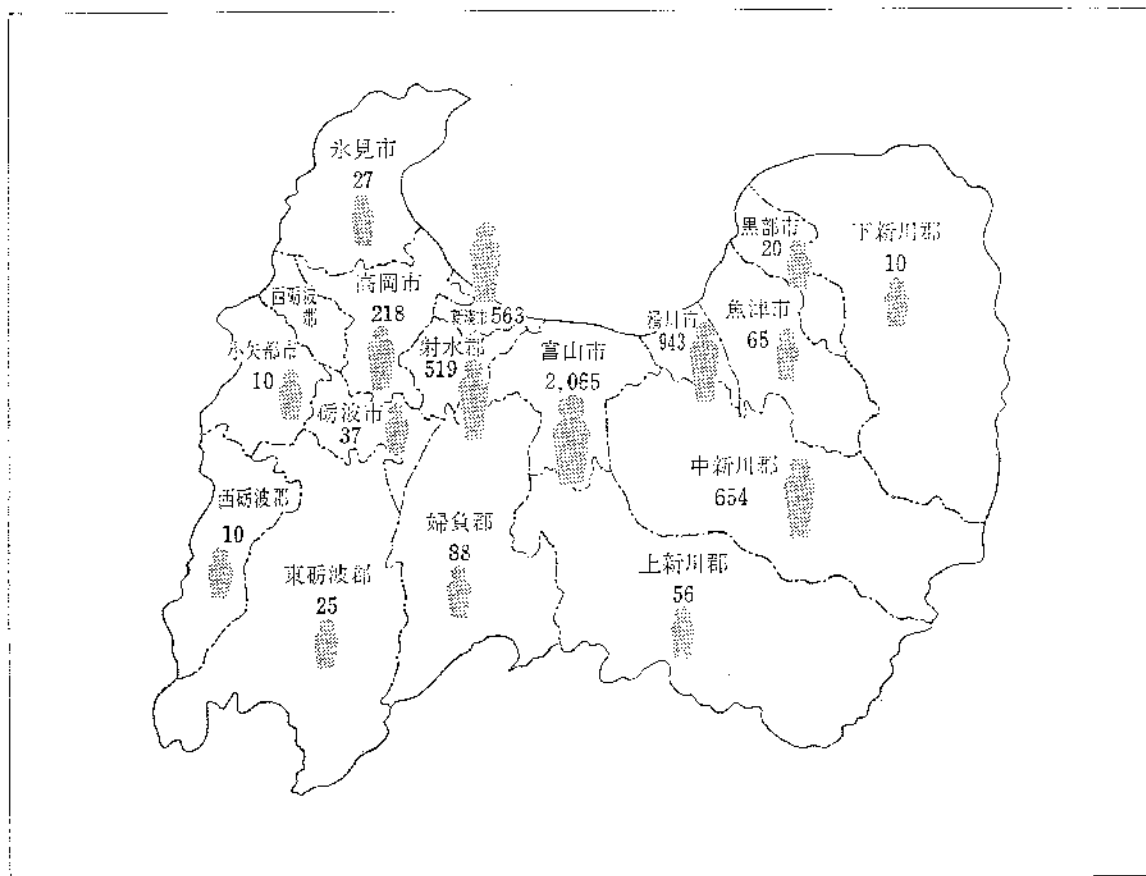 氷見市
27
高岡市
218
西砺波
郡
小矢部市
10
砺波市
37
西砺波郡
10
東砺波郡
25
新湊市 563
射水郡
519
婦負郡
88
富山市
2,065
滑川市
943
中新川郡
654
上新川郡
56
魚津市
65
黒部市
20
下新川郡
10